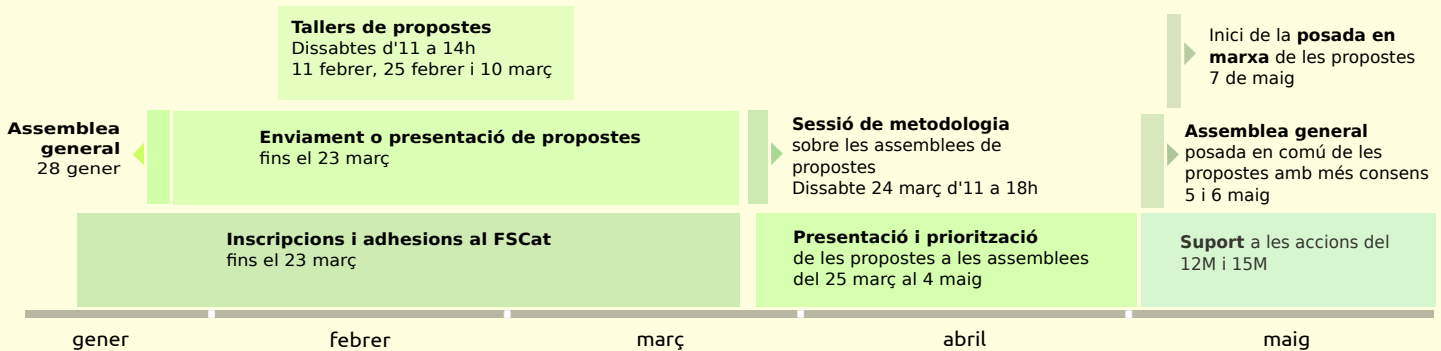 Tallers de propostes
Dissabtes d'11 a 14h
11 febrer, 25 febrer i 10 març
Inici de la posada en
marxa de les propostes
7 de maig
Assemblea
general
28 gener
Enviament o presentació de propostes
fins el 23 març
Sessió de metodologia
sobre les assemblees de
propostes
Dissabte 24 març d'11 a 18h
Assemblea general
posada en comú de les
propostes amb més consens
5 i 6 maig
Inscripcions i adhesions al FSCat
fins el 23 març
Presentació i priorització
de les propostes a les assemblees
del 25 març al 4 maig
Suport a les accions del
12M i 15M
gener
febrer
març
abril
maig